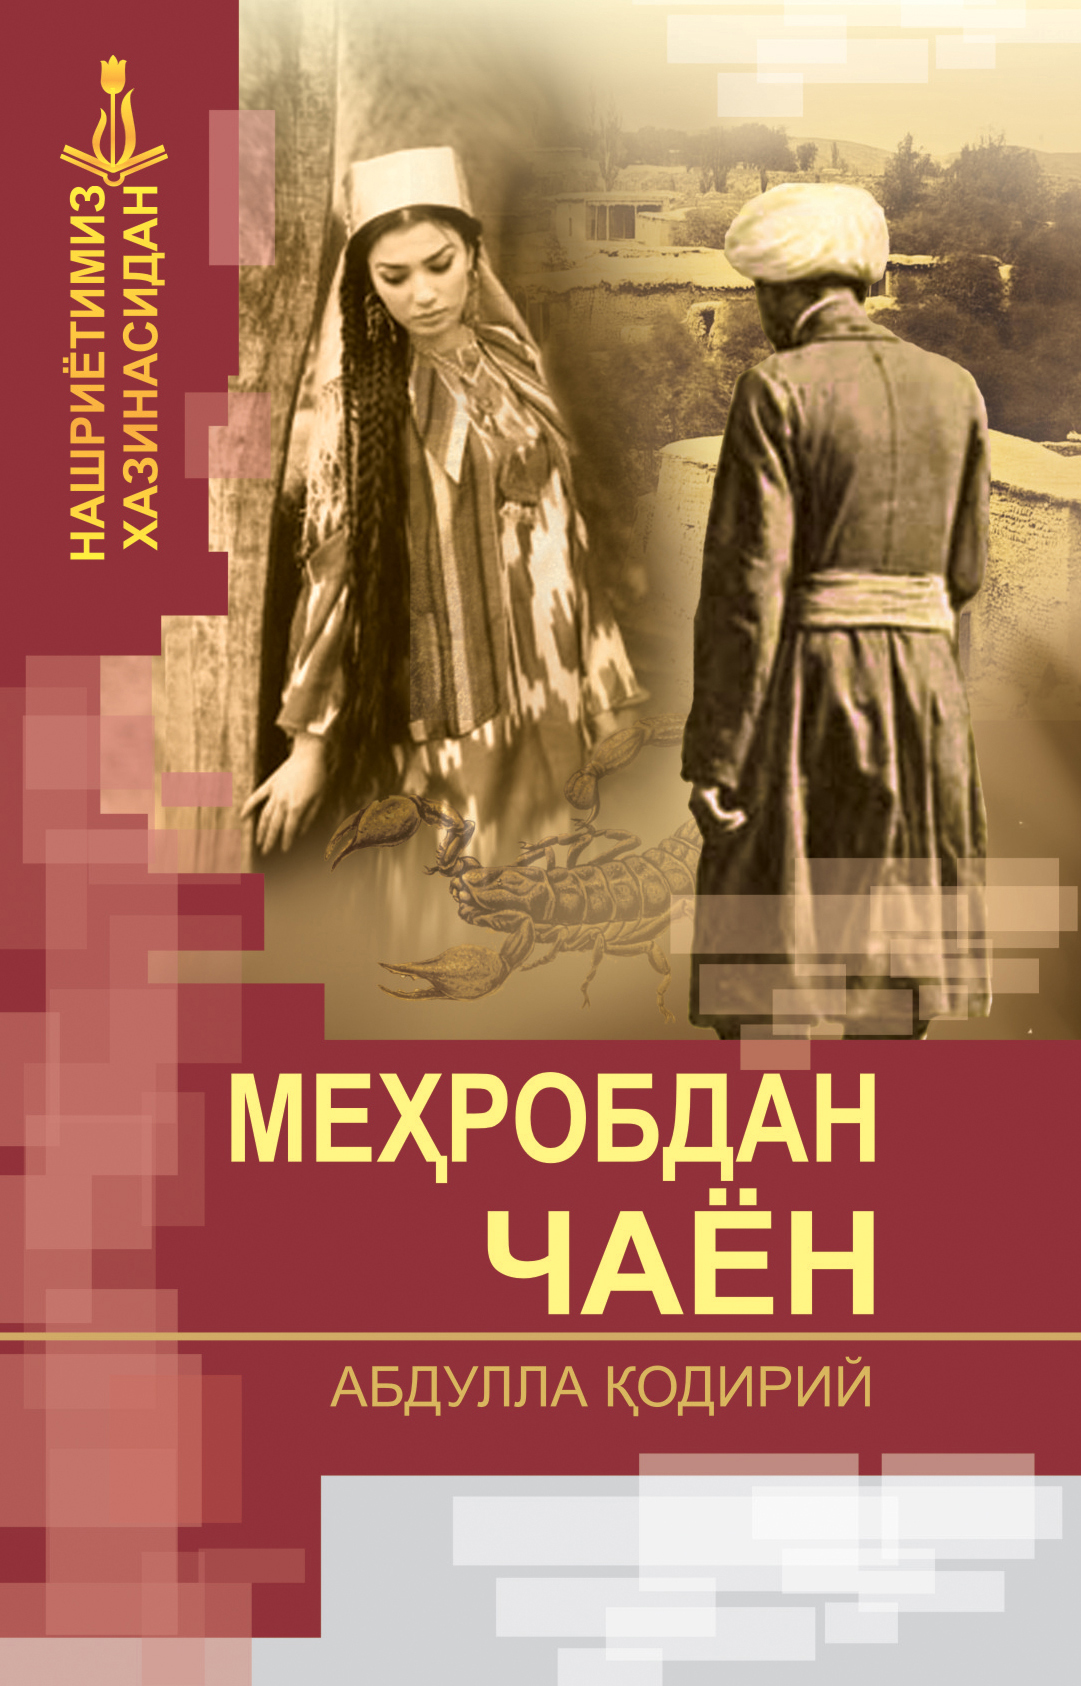 НАШРИЁТИМИЗ
ХАЗИНАСИДАН
МЕҲРОБДАН
ЧАЁН
АБДУЛЛА ҚОДИРИЙ